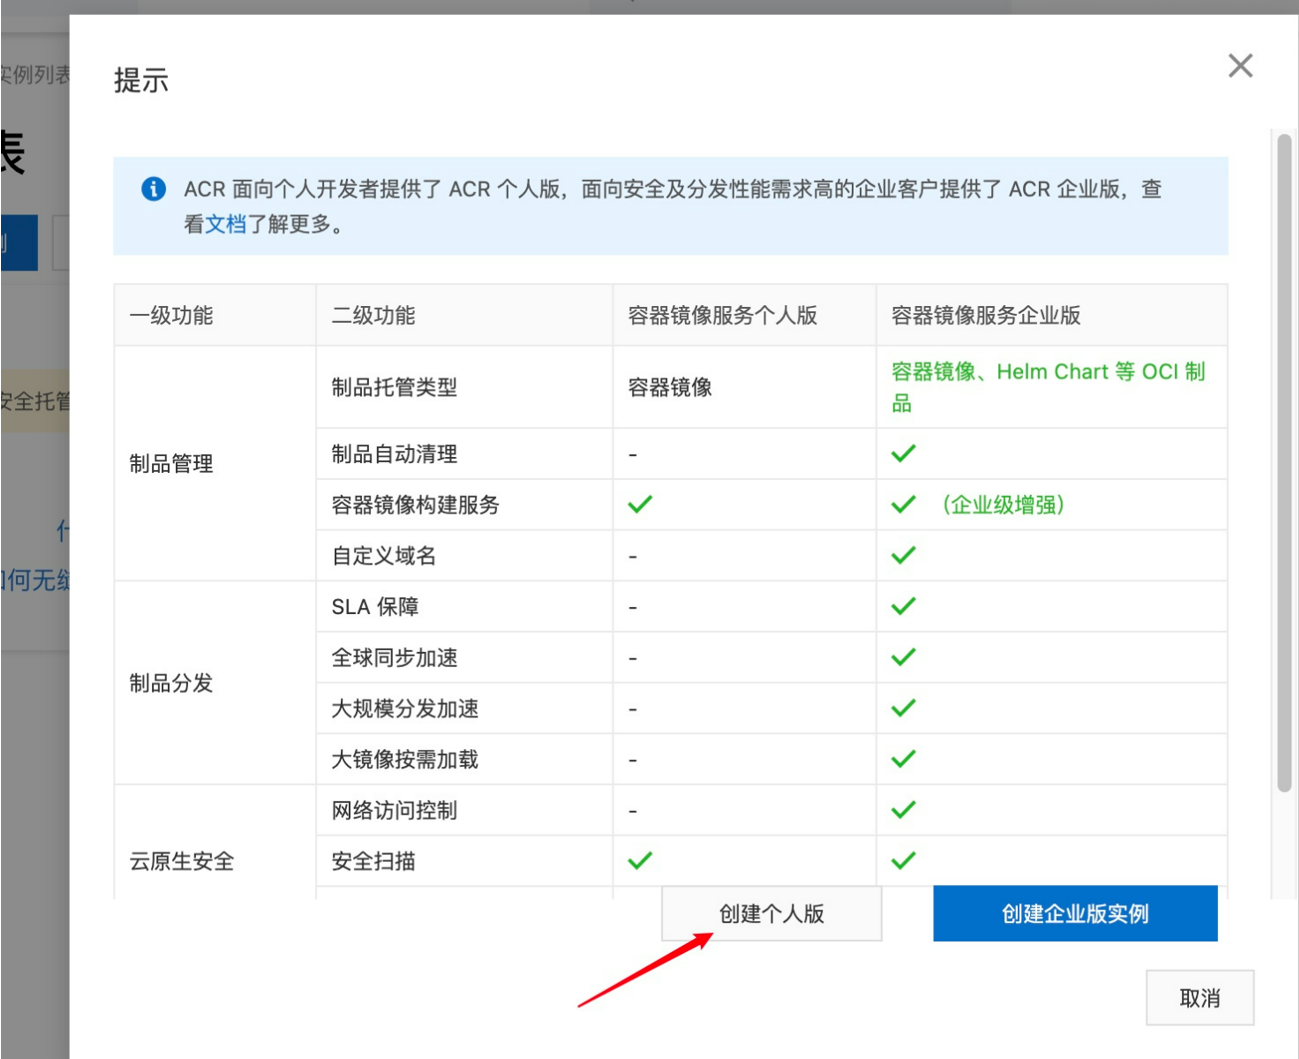 实例列表
表
提示
ACR 面向个人开发者提供了 ACR 个人版，面向安全及分发性能需求高的企业客户提供了 ACR 企业版，查
看文档了解更多。
一级功能 二级功能 容器镜像服务个人版 容器镜像服务企业版
制品管理
制品托管类型 容器镜像 容器镜像、Helm Chart 等 OCI 制
品
制品自动清理 -
容器镜像构建服务 （企业级增强）
自定义域名 -
制品分发
SLA 保障 -
全球同步加速 -
大规模分发加速 -
大镜像按需加载 -
云原生安全
网络访问控制 -
安全扫描
安全托管
如何无缝
创建个人版 创建企业版实例
取消